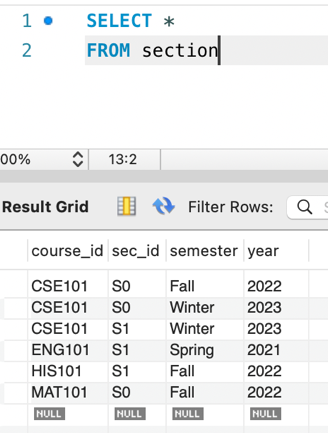 1 SELECT *
2 FROM section
00% 13:2
Result Grid Filter Rows:
course_id sec_id semester year
CSE101 S0 Fall 2022
CSE101 S0 Winter 2023
CSE101 S1 Winter 2023
ENG101 S1 Spring 2021
HIS101 S1 Fall 2022
MAT101 S0 Fall 2022
NULL NULL NULL NULL